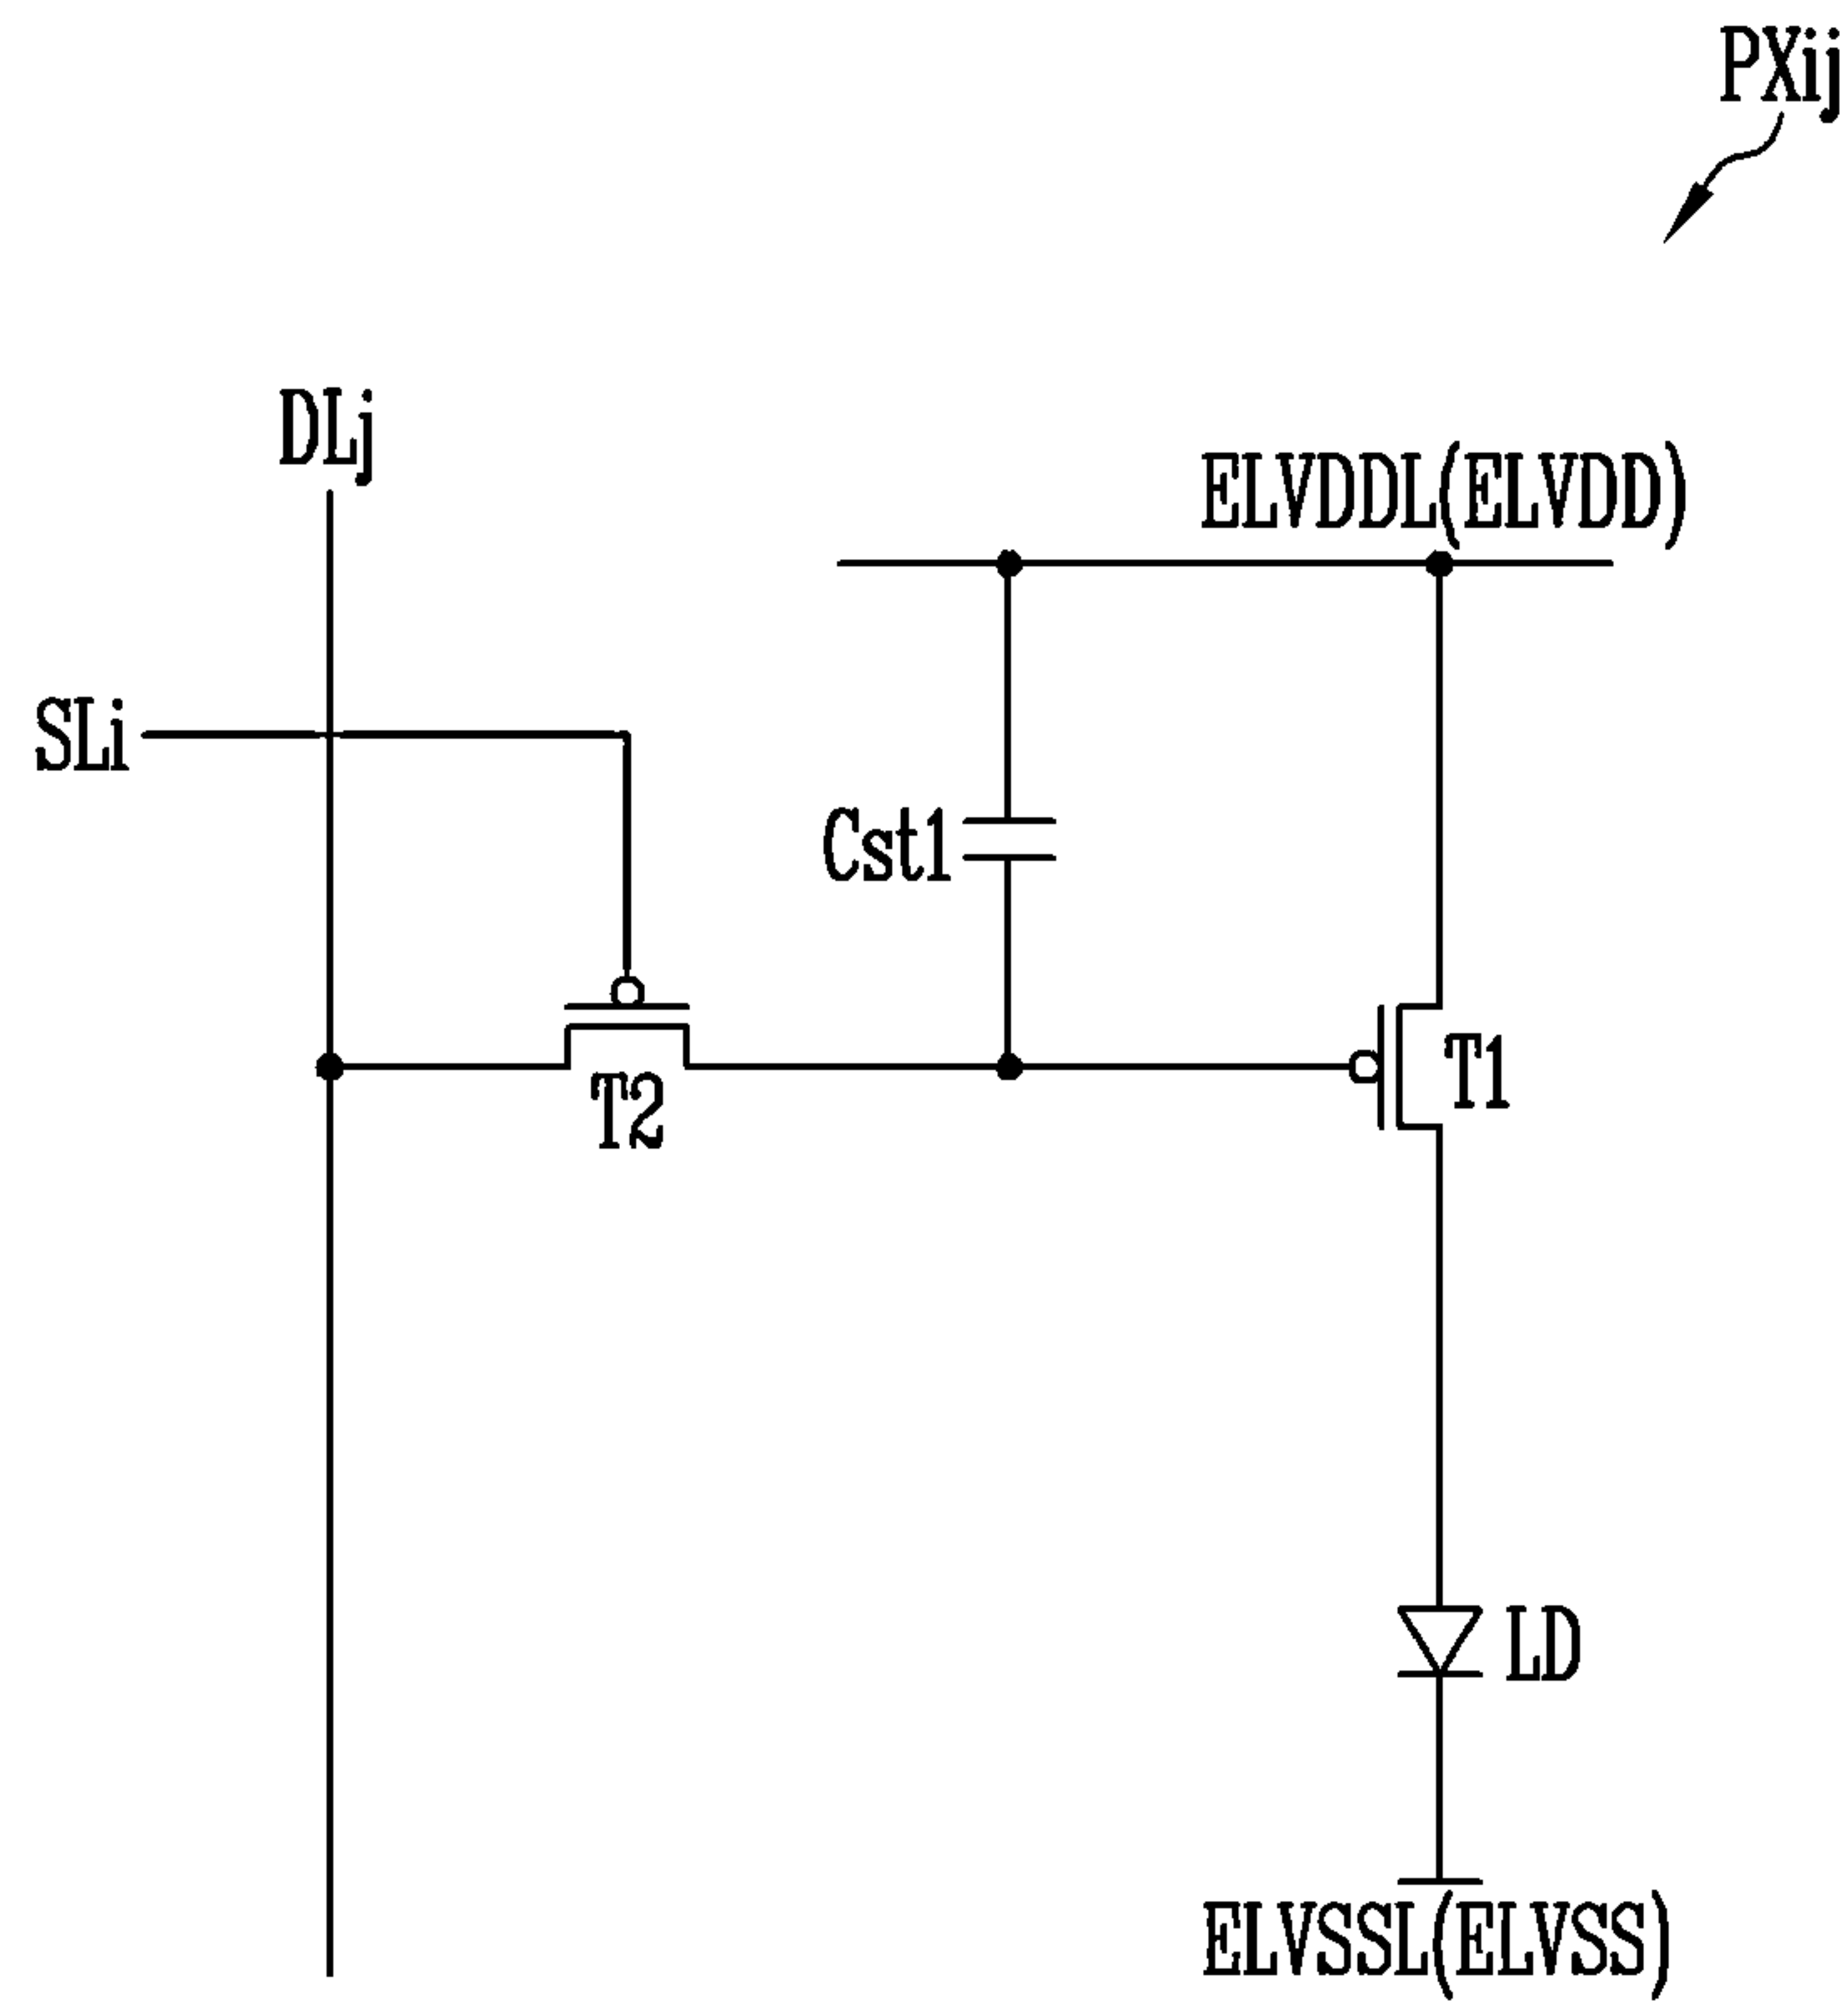 PXij
DLj
ELVDDL(ELVDD)
SLi
Cst1
T1
T2
LD
ELVSSL(ELVSS)